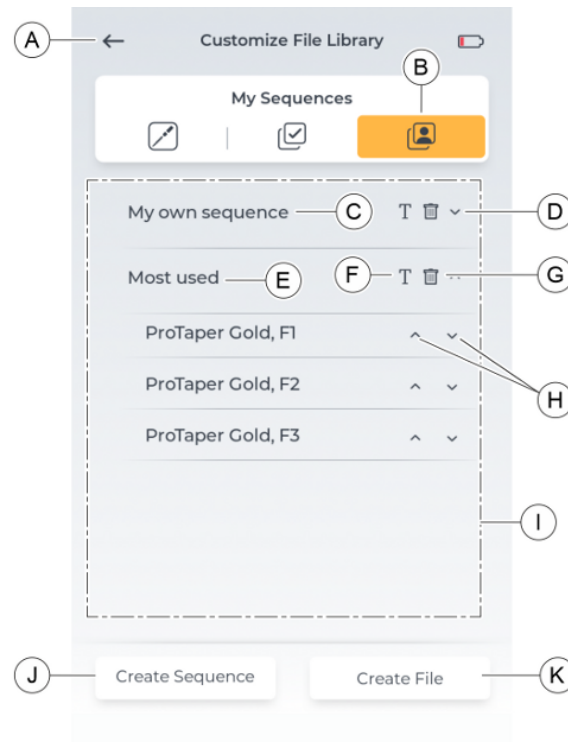 A
Customize File Library
B
My Sequences
My own sequence
C
T
D
Most used
E
F
T
G
ProTaper Gold, F1
H
ProTaper Gold, F2
ProTaper Gold, F3
I
J
Create Sequence
Create File
K